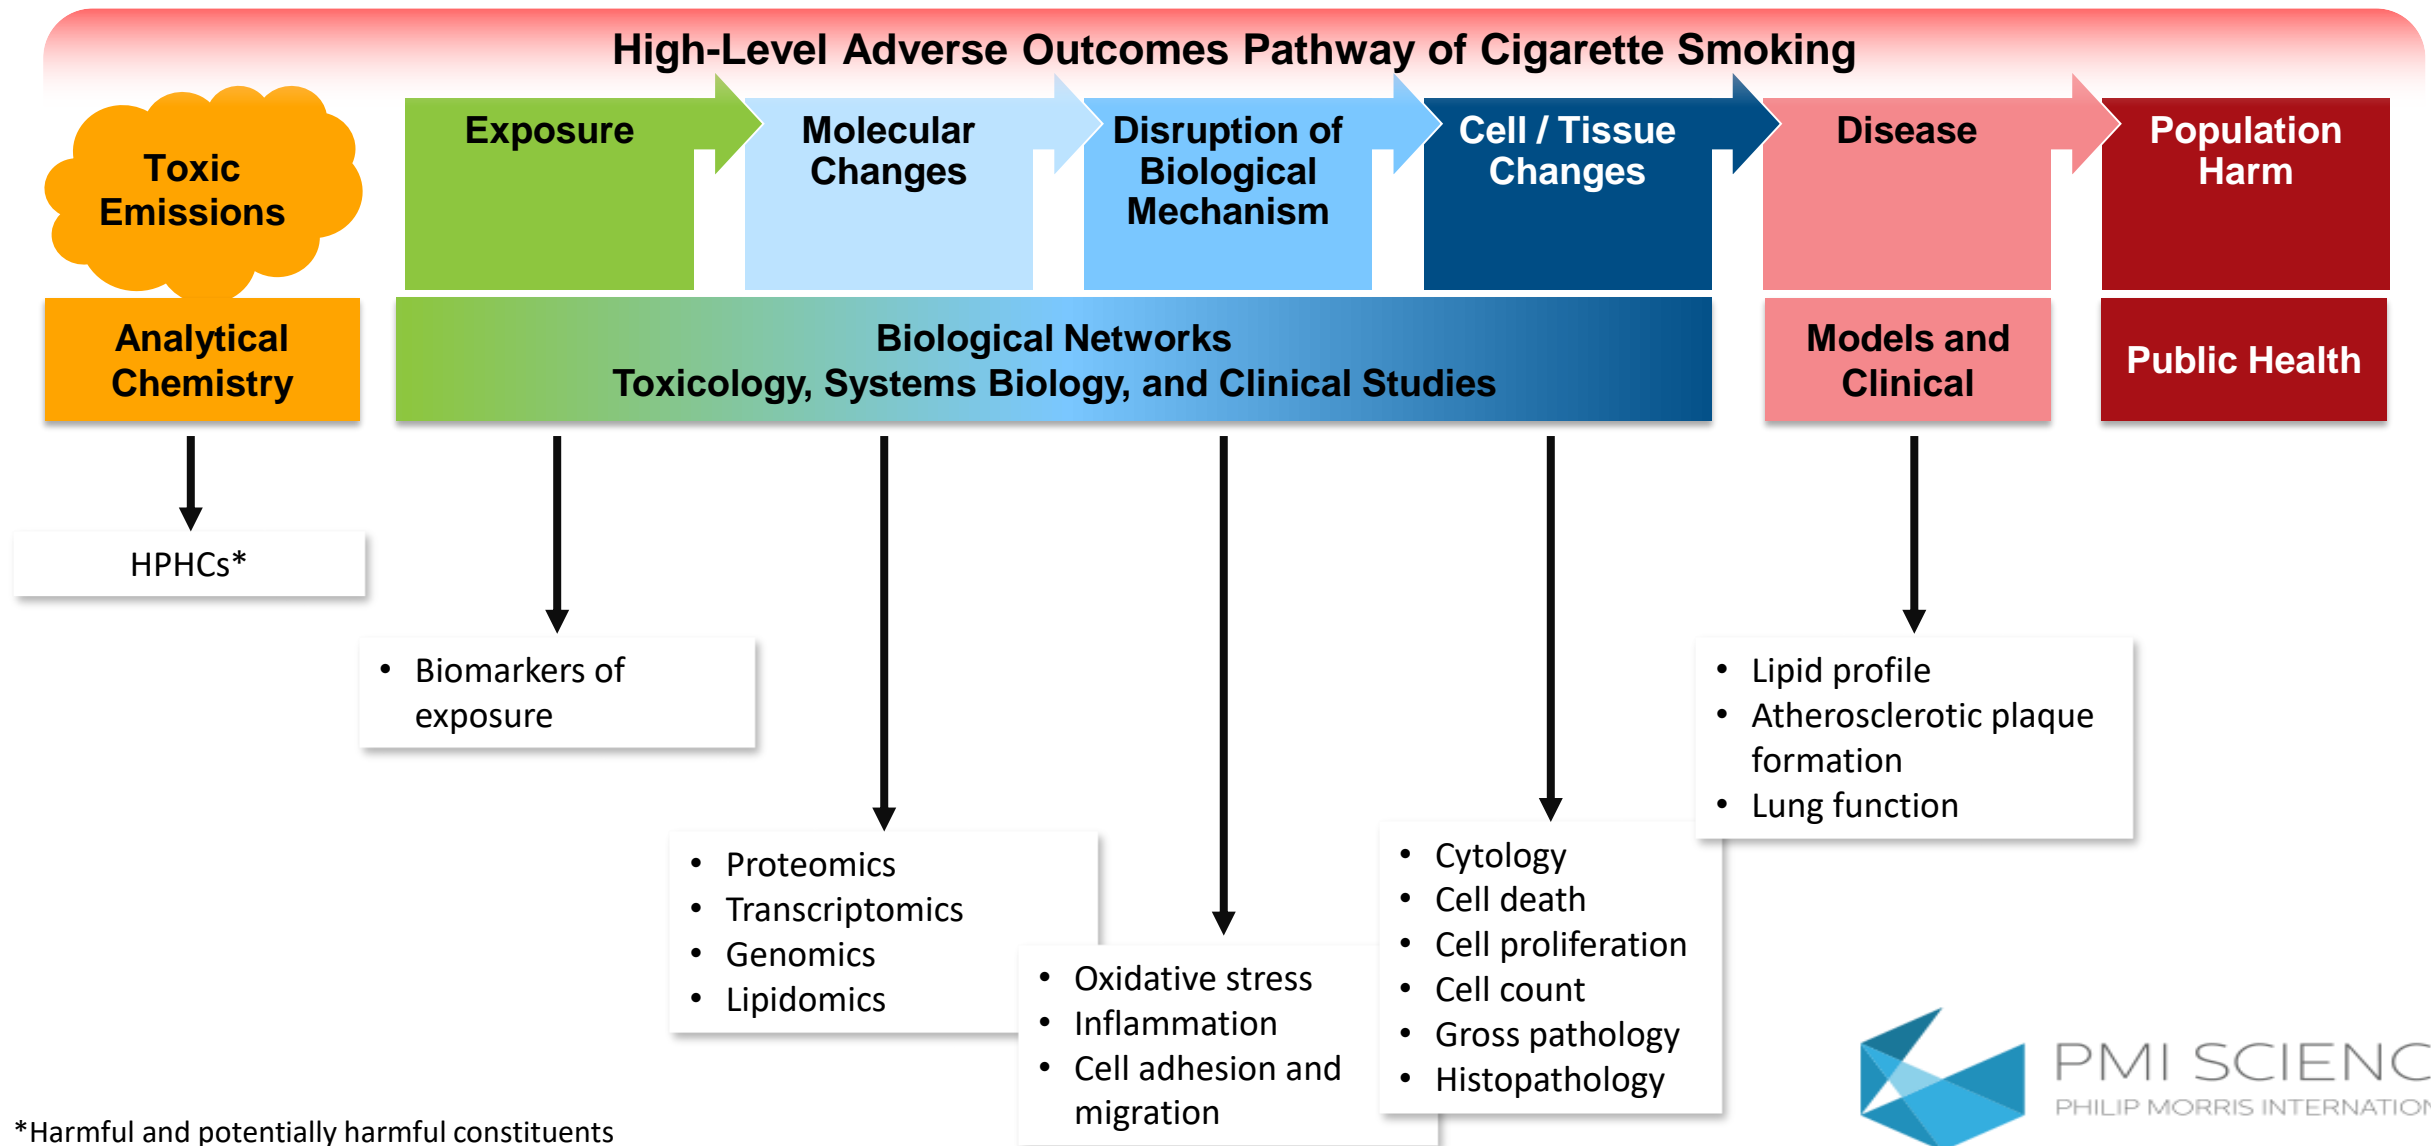 High-Level Adverse Outcomes Pathway of Cigarette Smoking
Toxic
Emissions
Exposure
Molecular
Changes
Disruption of
Biological
Mechanism
Cell / Tissue
Changes
Disease
Population
Harm
Analytical
Chemistry
Biological Networks
Toxicology, Systems Biology, and Clinical Studies
Models and
Clinical
Public Health
HPHCs*
• Biomarkers of
exposure
• Proteomics
• Transcriptomics
• Genomics
• Lipidomics
• Oxidative stress
• Inflammation
• Cell adhesion and
migration
• Cytology
• Cell death
• Cell proliferation
• Cell count
• Gross pathology
• Histopathology
• Lipid profile
• Atherosclerotic plaque
formation
• Lung function
*Harmful and potentially harmful constituents
PMI SCIENC
PHILIP MORRIS INTERNATION